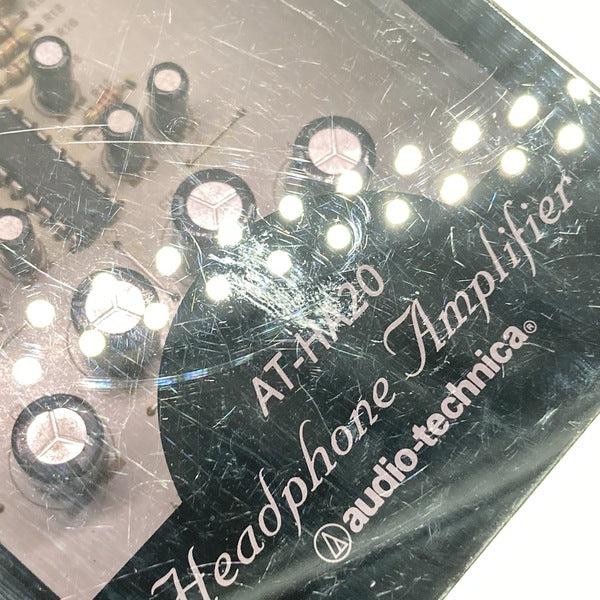 AT-HA20
Headphone Amplifier
audio-technica®